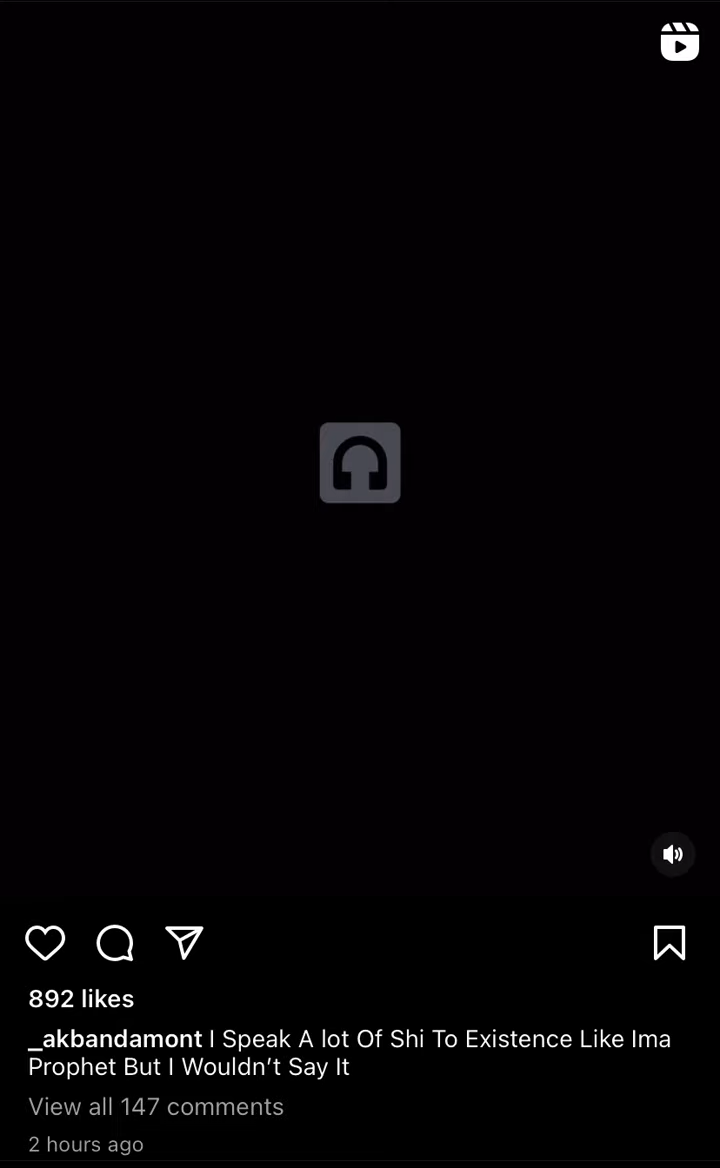 892 likes
_akbandamont I Speak A lot Of Shi To Existence Like Ima
Prophet But I Wouldn’t Say It
View all 147 comments
2 hours ago